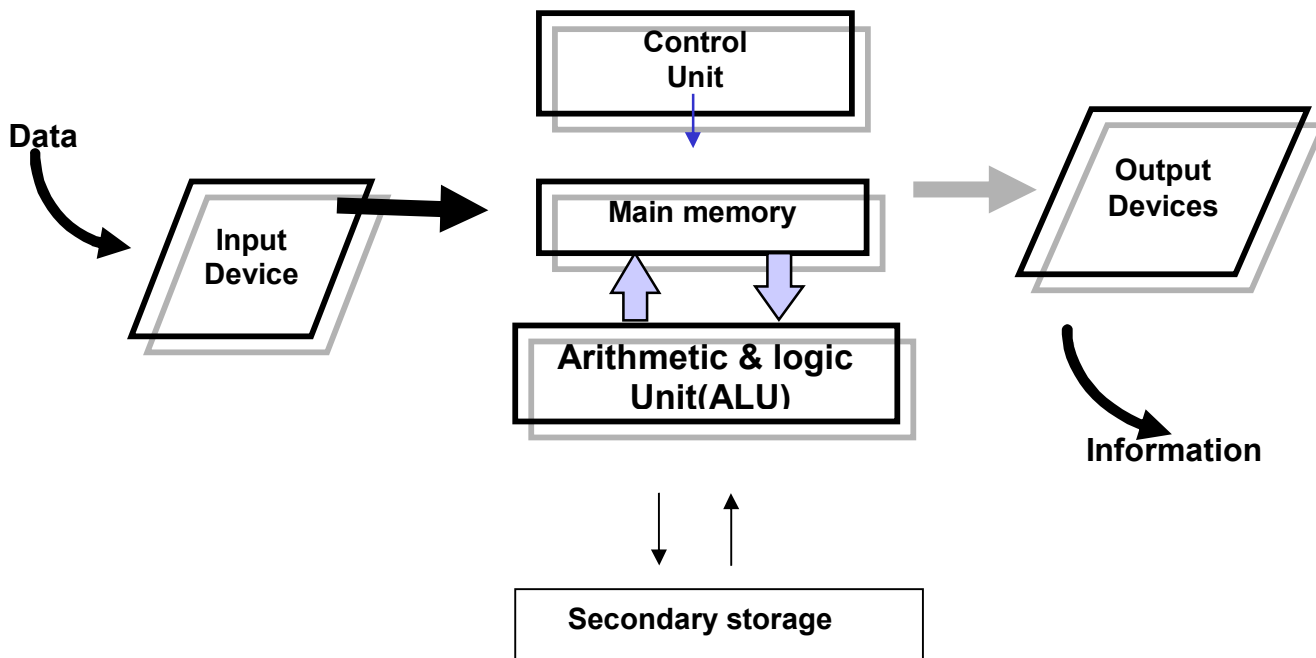 Control
Unit
Data
Input
Device
Main memory
Output
Devices
Arithmetic & logic
Unit(ALU)
Information
Secondary storage